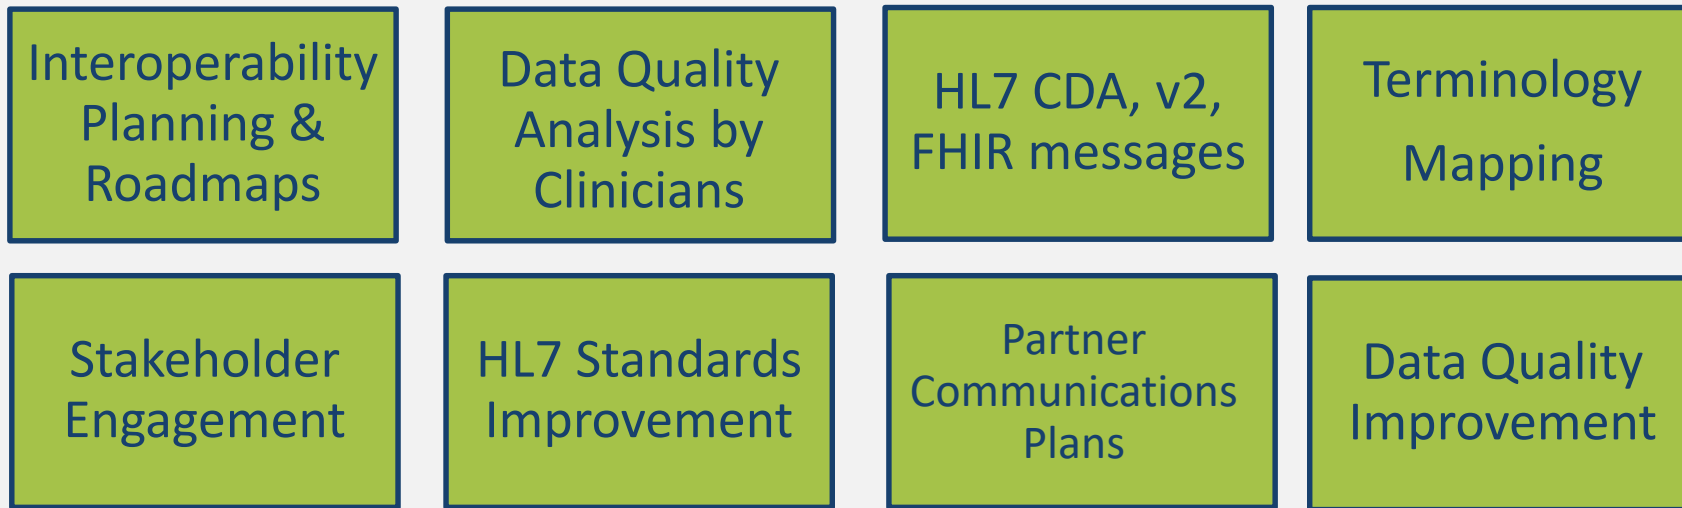 Interoperability
Planning &
Roadmaps
Data Quality
Analysis by
Clinicians
HL7 CDA, v2,
FHIR messages
Terminology
Mapping
Stakeholder
Engagement
HL7 Standards
Improvement
Partner
Communications
Plans
Data Quality
Improvement